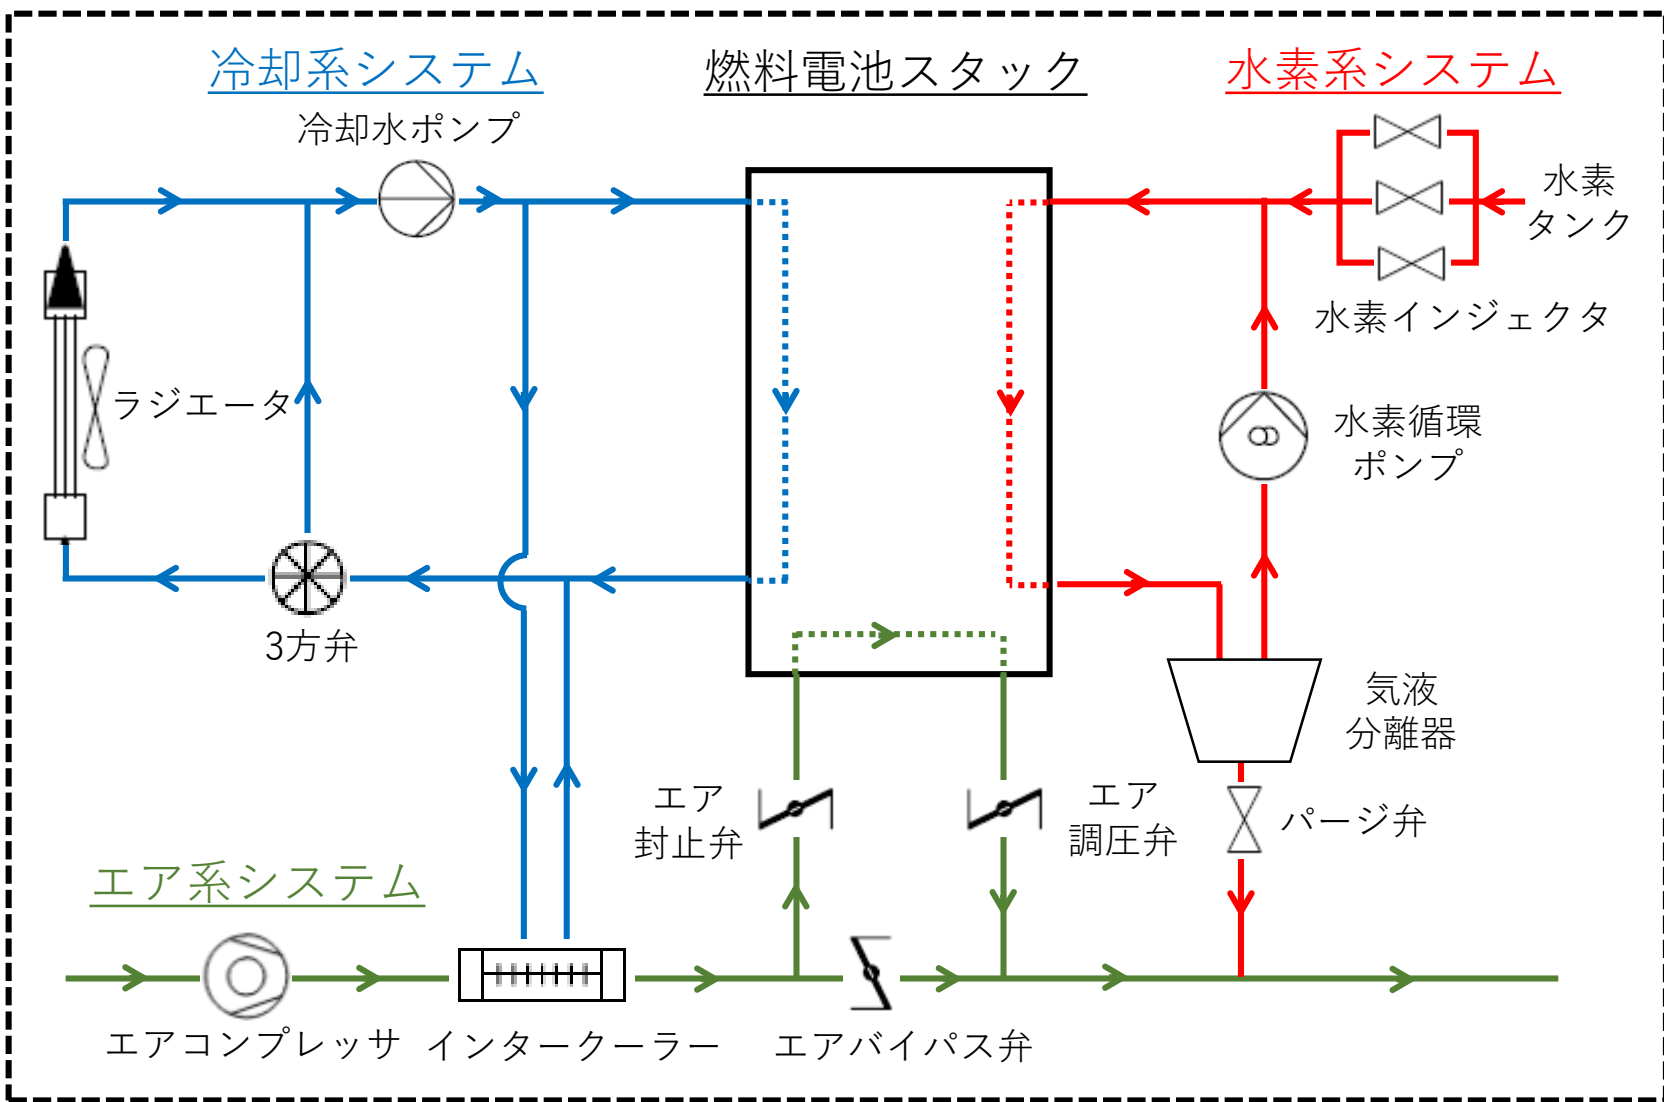 冷却系システム
燃料電池スタック
水素系システム
冷却水ポンプ
水素
タンク
水素インジェクタ
ラジエータ
水素循環
ポンプ
3方弁
気液
分離器
エア
封止弁
エア
調圧弁
パージ弁
エア系システム
エアコンプレッサ
インタークーラー
エアバイパス弁